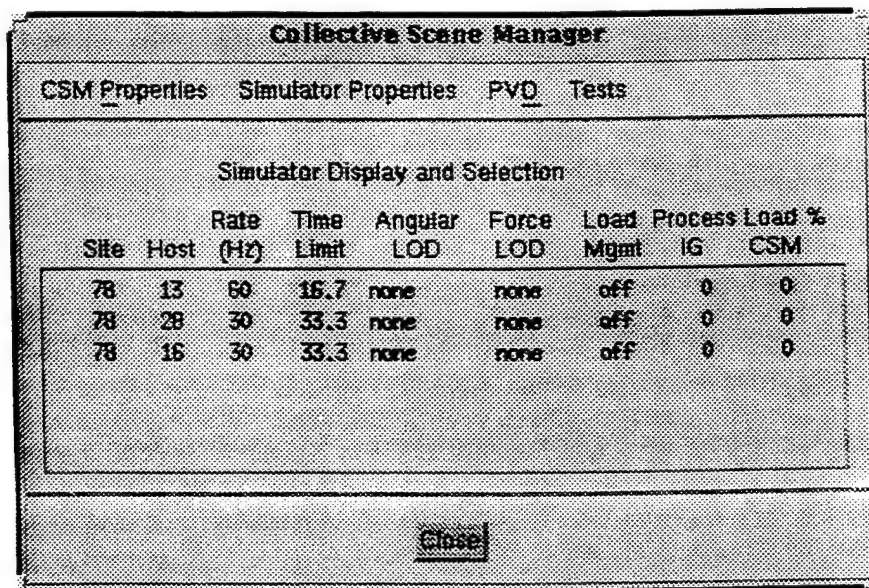 Collective Scene Manager
CSM Properties Simulator Properties PVD Tests
Simulator Display and Selection
Rate Time Angular Force Load Process Load %
Site Host (Hz) Limit LOD LOD Mgmt IG CSM
78 13 60 16.7 none none off 0 0
78 28 30 33.3 none none off 0 0
78 16 30 33.3 none none off 0 0
Close